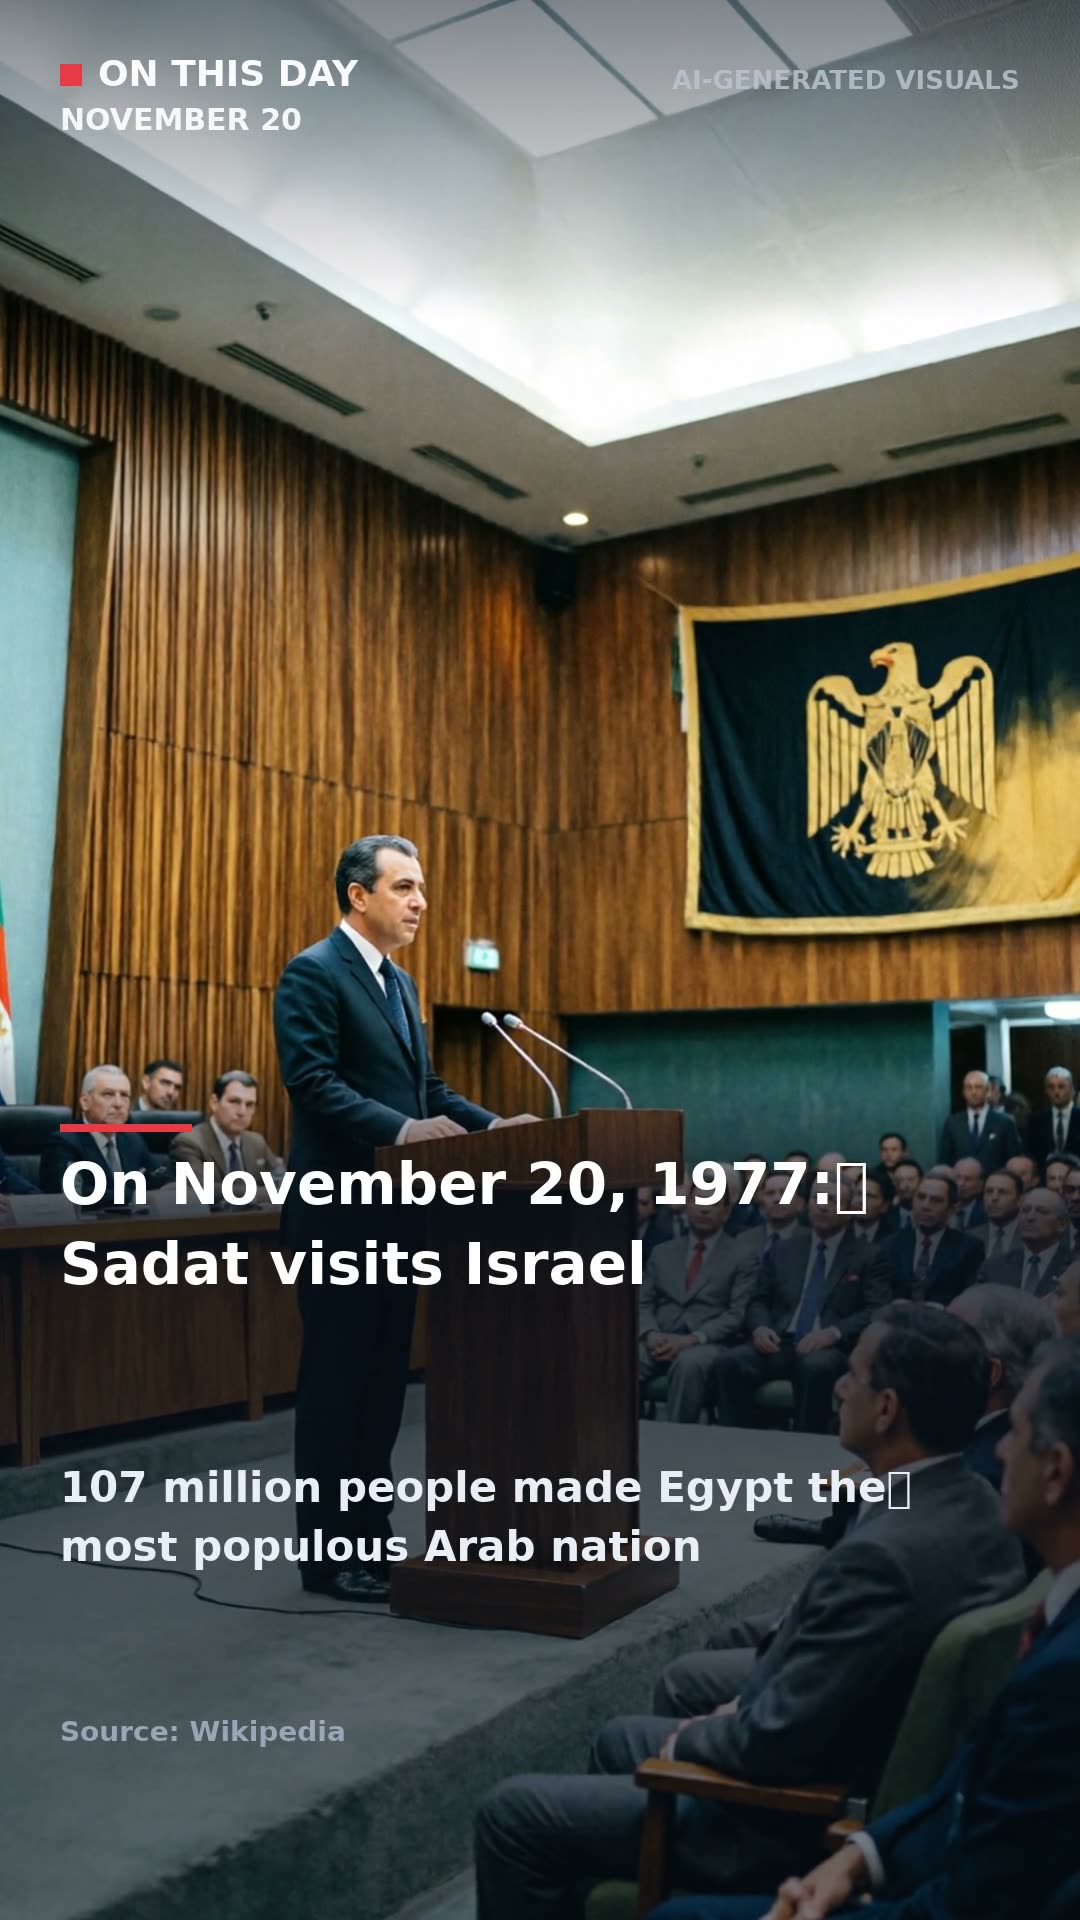 ON THIS DAY
NOVEMBER 20
AI-GENERATED VISUALS
On November 20, 1977:
Sadat visits Israel
107 million people made Egypt the
most populous Arab nation
Source: Wikipedia